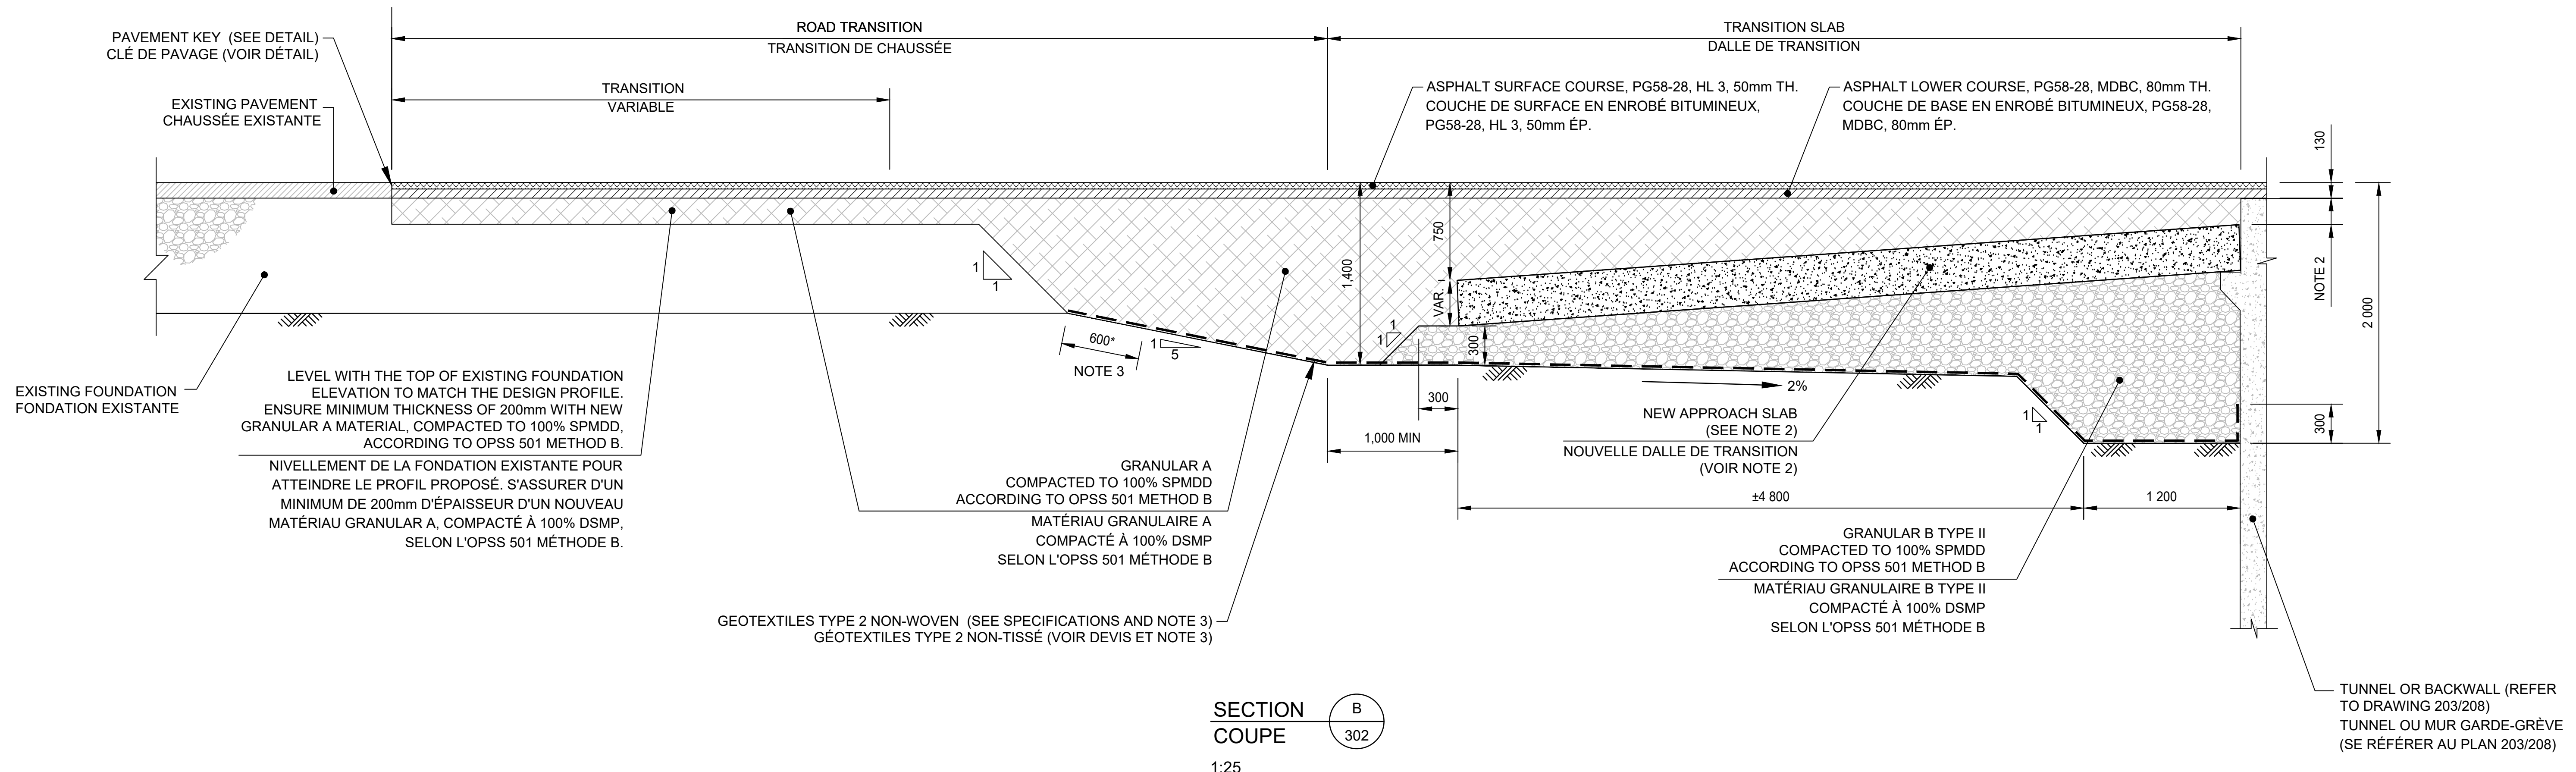 ROAD TRANSITION
TRANSITION DE CHAUSSÉE
TRANSITION SLAB
DALLE DE TRANSITION
PAVEMENT KEY (SEE DETAIL)
CLÉ DE PAVAGE (VOIR DÉTAIL)
TRANSITION
VARIABLE
EXISTING PAVEMENT
CHAUSSÉE EXISTANTE
ASPHALT SURFACE COURSE, PG58-28, HL 3, 50mm TH.
COUCHE DE SURFACE EN ENROBÉ BITUMINEUX,
PG58-28, HL 3, 50mm ÉP.
ASPHALT LOWER COURSE, PG58-28, MDBC, 80mm TH.
COUCHE DE BASE EN ENROBÉ BITUMINEUX, PG58-28,
MDBC, 80mm ÉP.
130
750
1,400
VAR.
NOTE 2
2 000
1
1
600*
NOTE 3
1
5
1
1
300
300
1,000 MIN
2%
1
1
300
±4 800
1 200
EXISTING FOUNDATION
FONDATION EXISTANTE
LEVEL WITH THE TOP OF EXISTING FOUNDATION
ELEVATION TO MATCH THE DESIGN PROFILE.
ENSURE MINIMUM THICKNESS OF 200mm WITH NEW
GRANULAR A MATERIAL, COMPACTED TO 100% SPMDD,
ACCORDING TO OPSS 501 METHOD B.
NIVELLEMENT DE LA FONDATION EXISTANTE POUR
ATTEINDRE LE PROFIL PROPOSÉ. S'ASSURER D'UN
MINIMUM DE 200mm D'ÉPAISSEUR D'UN NOUVEAU
MATÉRIAU GRANULAR A, COMPACTÉ À 100% DSMP,
SELON L'OPSS 501 MÉTHODE B.
GRANULAR A
COMPACTED TO 100% SPMDD
ACCORDING TO OPSS 501 METHOD B
MATÉRIAU GRANULAIRE A
COMPACTÉ À 100% DSMP
SELON L'OPSS 501 MÉTHODE B
NEW APPROACH SLAB
(SEE NOTE 2)
NOUVELLE DALLE DE TRANSITION
(VOIR NOTE 2)
GRANULAR B TYPE II
COMPACTED TO 100% SPMDD
ACCORDING TO OPSS 501 METHOD B
MATÉRIAU GRANULAIRE B TYPE II
COMPACTÉ À 100% DSMP
SELON L'OPSS 501 MÉTHODE B
GEOTEXTILES TYPE 2 NON-WOVEN (SEE SPECIFICATIONS AND NOTE 3)
GÉOTEXTILES TYPE 2 NON-TISSÉ (VOIR DEVIS ET NOTE 3)
TUNNEL OR BACKWALL (REFER
TO DRAWING 203/208)
TUNNEL OU MUR GARDE-GRÈVE
(SE RÉFÉRER AU PLAN 203/208)
SECTION
COUPE
B
302
1:25